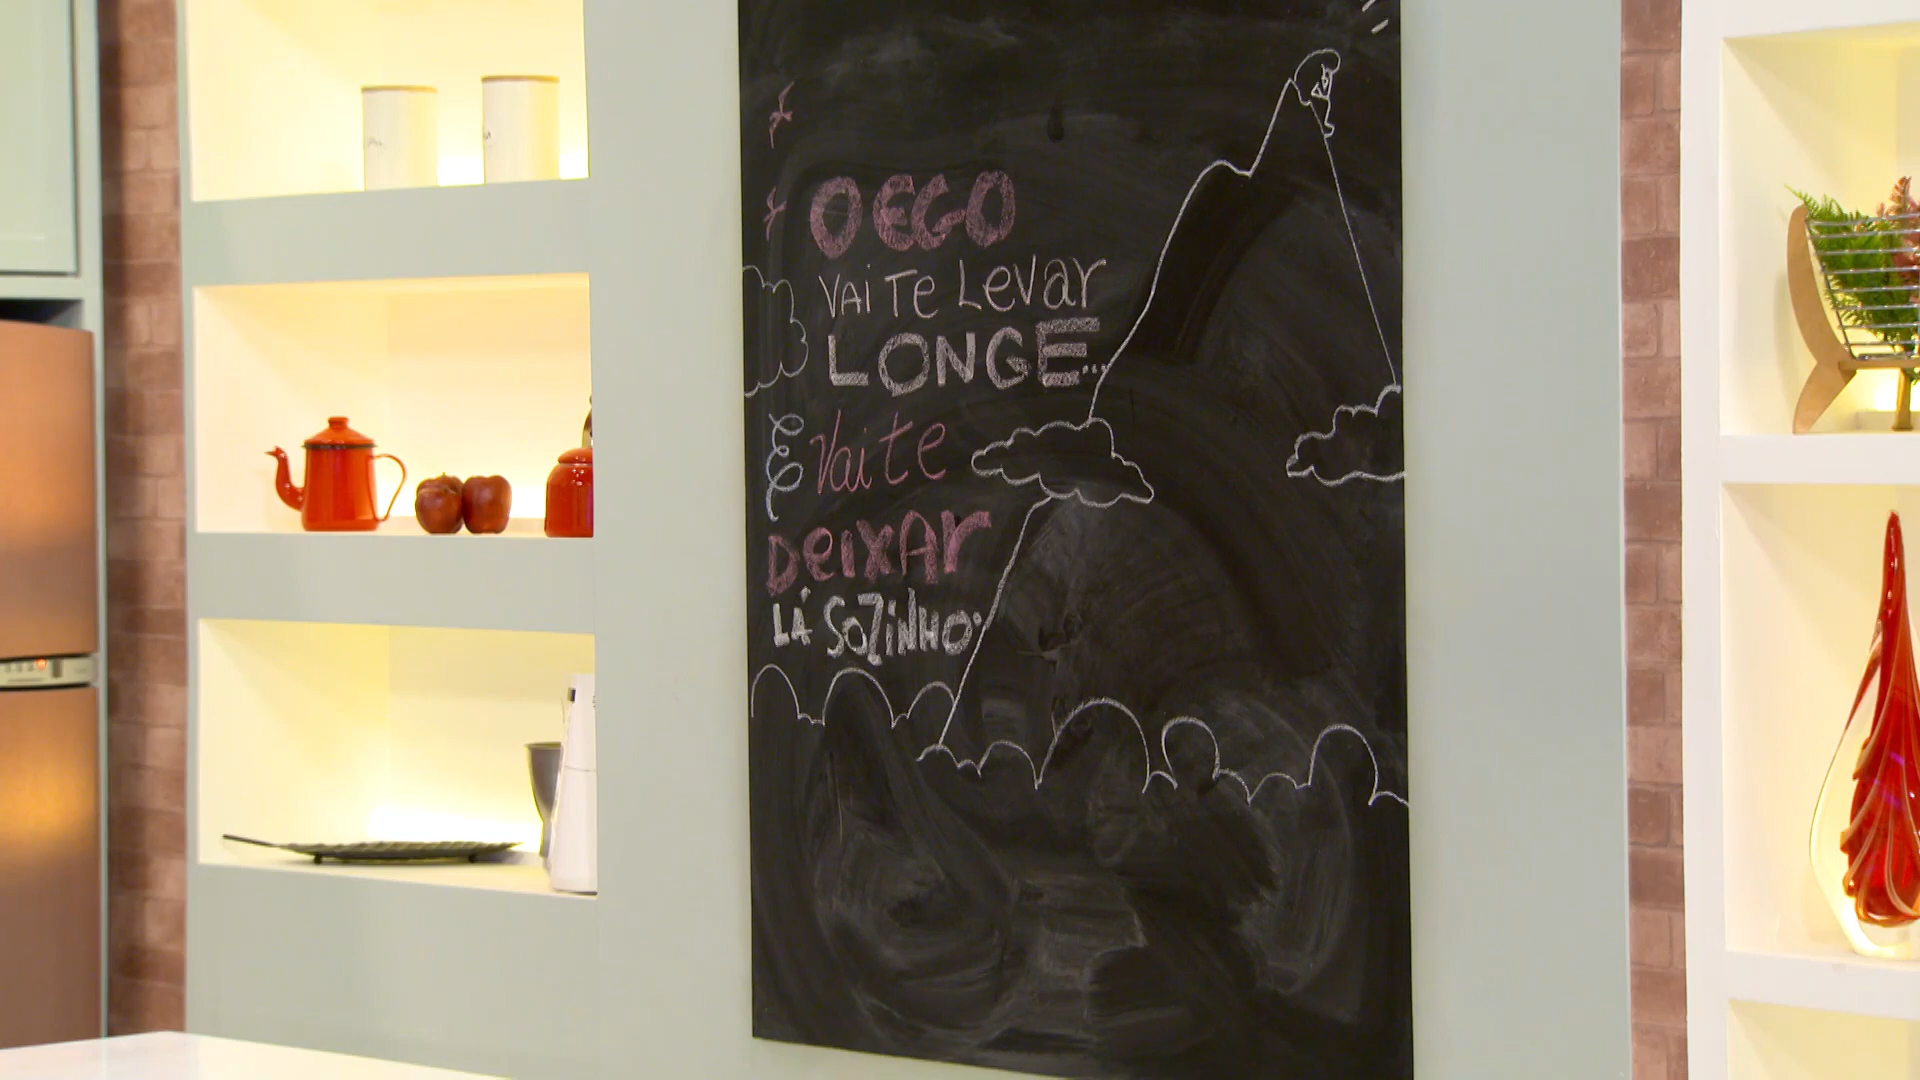 O EGO
VAi Te Levar
LONGE...
Vai te
DeiXAr
LÁ SOZiNHO.